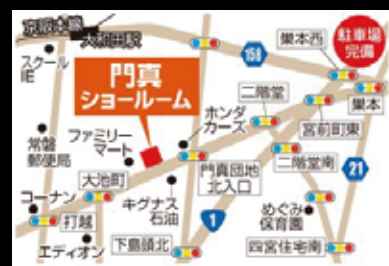 京阪本線
大和田駅
スクール
IE
158
巣本西
駐車場
完備
門真
ショールーム
二階堂
巣本
ホンダ
カーズ
宮前町東
ファミリー
マート
常盤
郵便局
門真団地
北入口
二階堂南
21
大池町
コーナン
キグナス
石油
1
めぐみ
保育園
打越
エディオン
下島頭北
四宮住宅南